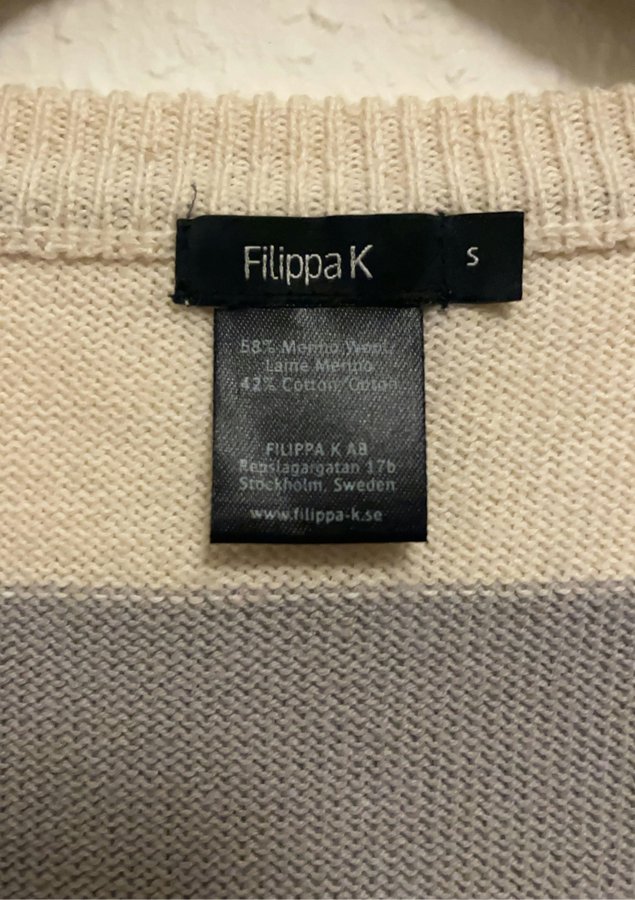 Filippa K
S
58% Merino Wool/
Laine Merino
42% Cotton/Coton
FILIPPA K AB
Repslagargatan 17b
Stockholm, Sweden
www.filippa-k.se